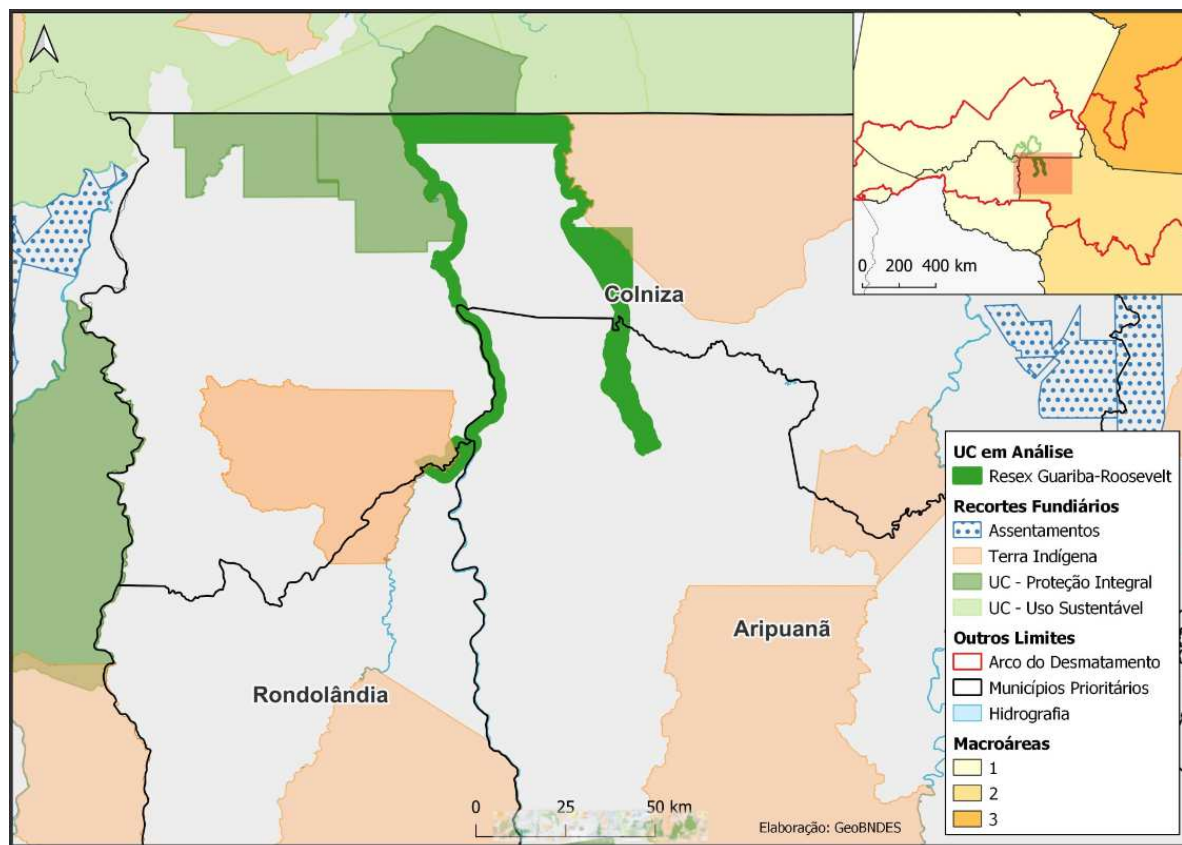 0 200 400 km
Colniza
Aripuanã
Rondolândia
UC em Análise
Resex Guariba-Roosevelt
Recortes Fundiários
Assentamentos
Terra Indígena
UC - Proteção Integral
UC - Uso Sustentável
Outros Limites
Arco do Desmatamento
Municípios Prioritários
Hidrografia
Macroáreas
1
2
3
0 25 50 km
Elaboração: GeoBNDES